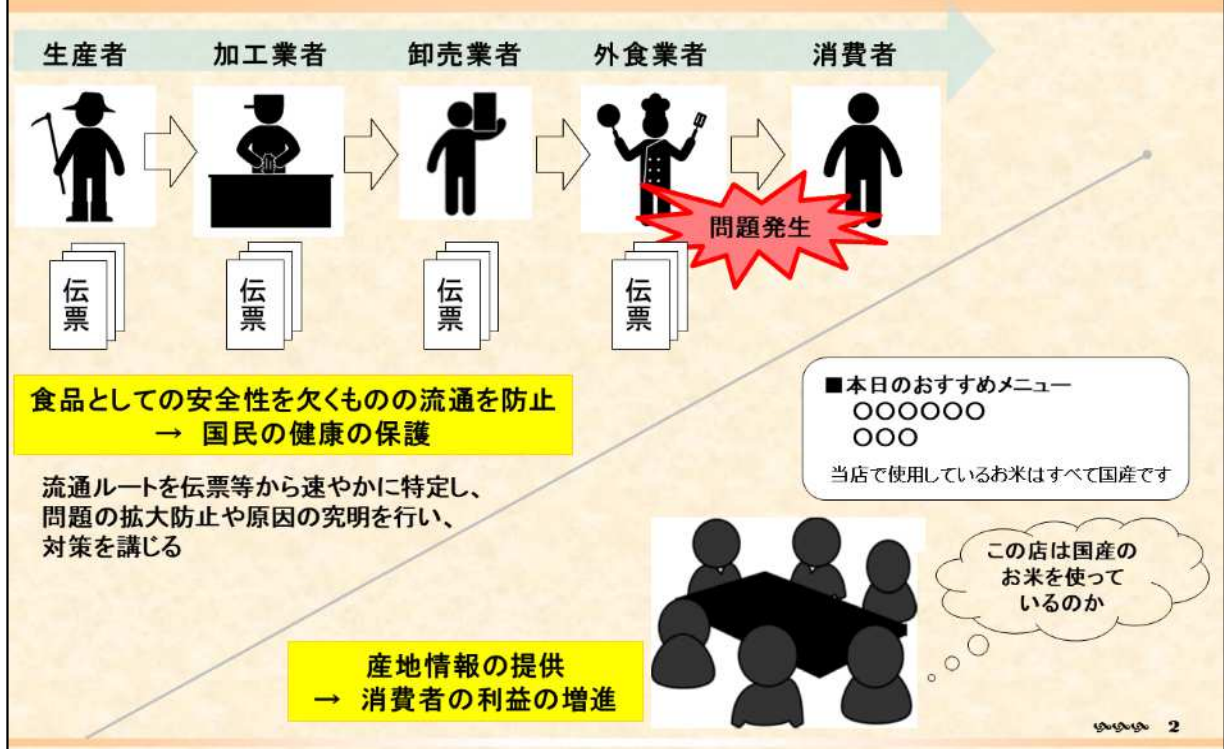 生産者
加工業者
卸売業者
外食業者
消費者
問題発生
伝票
伝票
伝票
伝票
食品としての安全性を欠くものの流通を防止
→ 国民の健康の保護
流通ルートを伝票等から速やかに特定し、
問題の拡大防止や原因の究明を行い、
対策を講じる
■本日のおすすめメニュー
○○○○○○
○○○
当店で使用しているお米はすべて国産です
この店は国産の
お米を使って
いるのか
産地情報の提供
→ 消費者の利益の増進
2